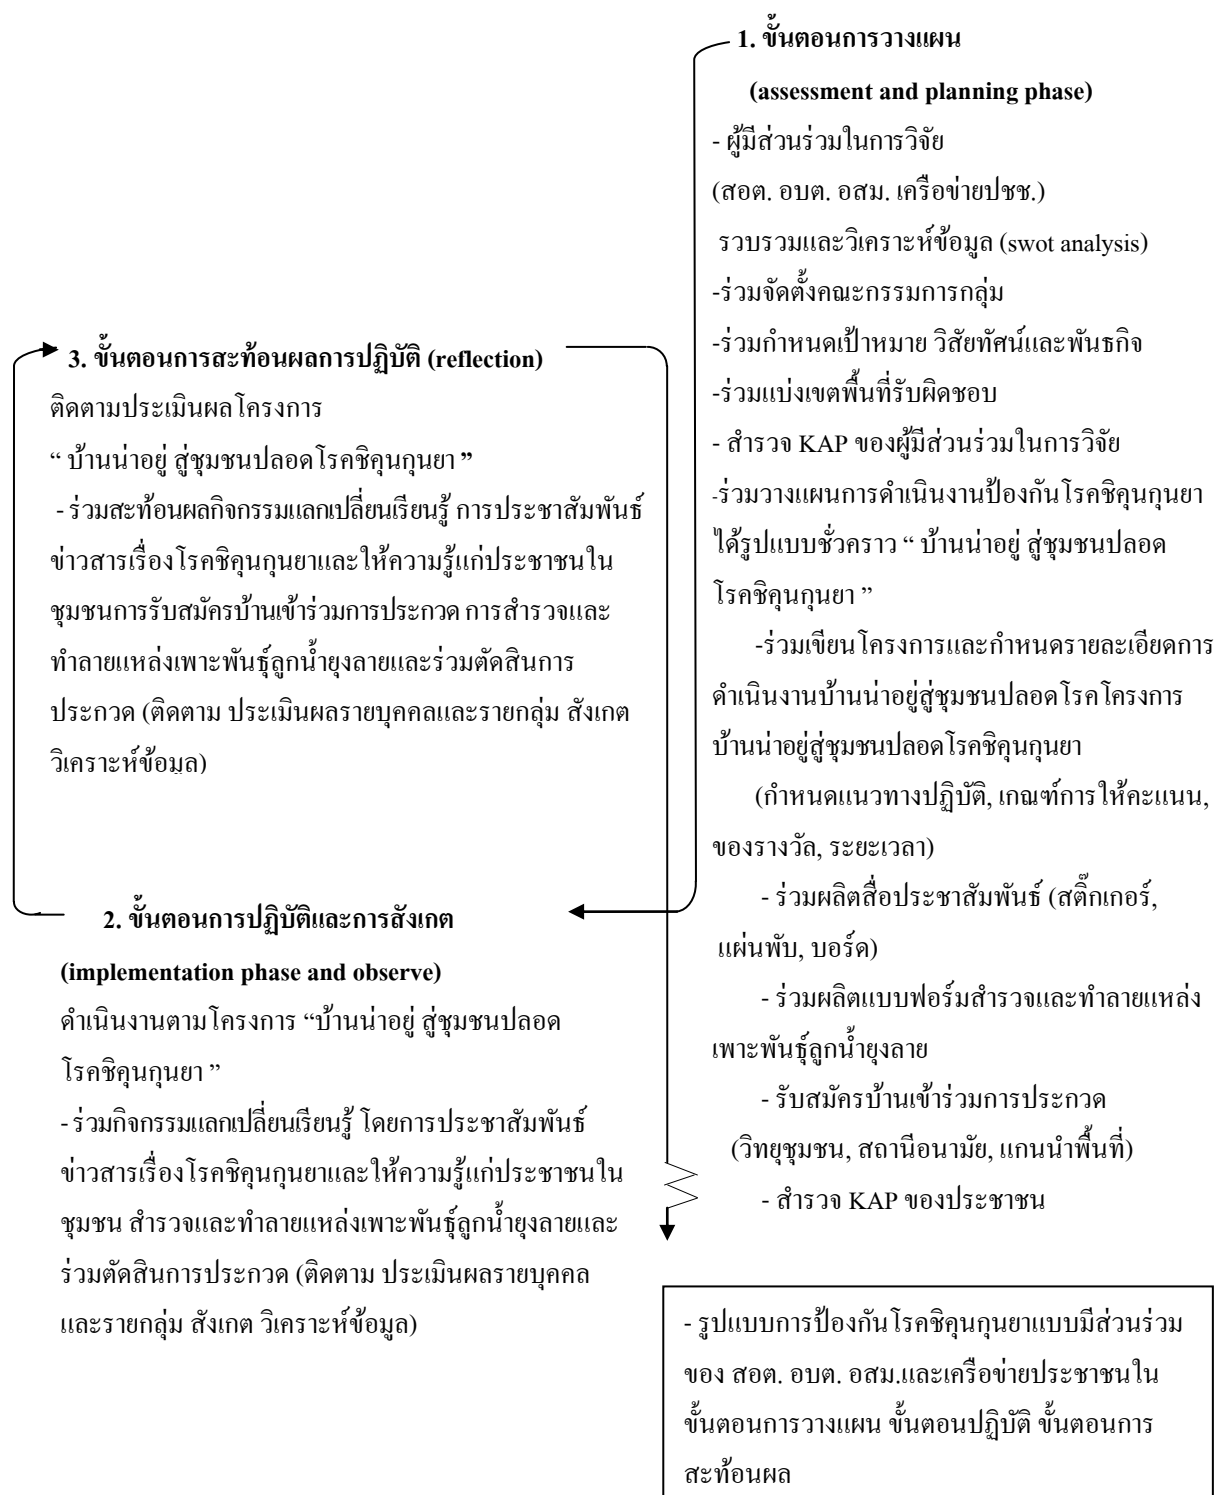 1. ขั้นตอนการวางแผน
(assessment and planning phase)
- ผู้มีส่วนร่วมในการวิจัย
(สอต. อบต. อสม. เครือข่ายปชช.)
รวบรวมและวิเคราะห์ข้อมูล (swot analysis)
-ร่วมจัดตั้งคณะกรรมการกลุ่ม
-ร่วมกำหนดเป้าหมาย วิสัยทัศน์และพันธกิจ
-ร่วมแบ่งเขตพื้นที่รับผิดชอบ
- สำรวจ KAP ของผู้มีส่วนร่วมในการวิจัย
-ร่วมวางแผนการดำเนินงานป้องกันโรคชิคุนกุนยา
ได้รูปแบบชั่วคราว “ บ้านน่าอยู่ สู่ชุมชนปลอด
โรคชิคุนกุนยา ”
-ร่วมเขียนโครงการและกำหนดรายละเอียดการ
ดำเนินงานบ้านน่าอยู่สู่ชุมชนปลอดโรคโครงการ
บ้านน่าอยู่สู่ชุมชนปลอดโรคชิคุนกุนยา
(กำหนดแนวทางปฏิบัติ, เกณฑ์การให้คะแนน,
ของรางวัล, ระยะเวลา)
- ร่วมผลิตสื่อประชาสัมพันธ์ (สติ๊กเกอร์,
แผ่นพับ, บอร์ด)
- ร่วมผลิตแบบฟอร์มสำรวจและทำลายแหล่ง
เพาะพันธุ์ลูกน้ำยุงลาย
- รับสมัครบ้านเข้าร่วมการประกวด
(วิทยุชุมชน, สถานีอนามัย, แกนนำพื้นที่)
- สำรวจ KAP ของประชาชน
2. ขั้นตอนการปฏิบัติและการสังเกต
(implementation phase and observe)
ดำเนินงานตามโครงการ “บ้านน่าอยู่ สู่ชุมชนปลอด
โรคชิคุนกุนยา ”
- ร่วมกิจกรรมแลกเปลี่ยนเรียนรู้ โดยการประชาสัมพันธ์
ข่าวสารเรื่องโรคชิคุนกุนยาและให้ความรู้แก่ประชาชนใน
ชุมชน สำรวจและทำลายแหล่งเพาะพันธุ์ลูกน้ำยุงลายและ
ร่วมตัดสินการประกวด (ติดตาม ประเมินผลรายบุคคล
และรายกลุ่ม สังเกต วิเคราะห์ข้อมูล)
3. ขั้นตอนการสะท้อนผลการปฏิบัติ (reflection)
ติดตามประเมินผลโครงการ
“ บ้านน่าอยู่ สู่ชุมชนปลอดโรคชิคุนกุนยา ”
- ร่วมสะท้อนผลกิจกรรมแลกเปลี่ยนเรียนรู้ การประชาสัมพันธ์
ข่าวสารเรื่องโรคชิคุนกุนยาและให้ความรู้แก่ประชาชนใน
ชุมชนการรับสมัครบ้านเข้าร่วมการประกวด การสำรวจและ
ทำลายแหล่งเพาะพันธุ์ลูกน้ำยุงลายและร่วมตัดสินการ
ประกวด (ติดตาม ประเมินผลรายบุคคลและรายกลุ่ม สังเกต
วิเคราะห์ข้อมูล)
- รูปแบบการป้องกันโรคชิคุนกุนยาแบบมีส่วนร่วม
ของ สอต. อบต. อสม.และเครือข่ายประชาชนใน
ขั้นตอนการวางแผน ขั้นตอนปฏิบัติ ขั้นตอนการ
สะท้อนผล